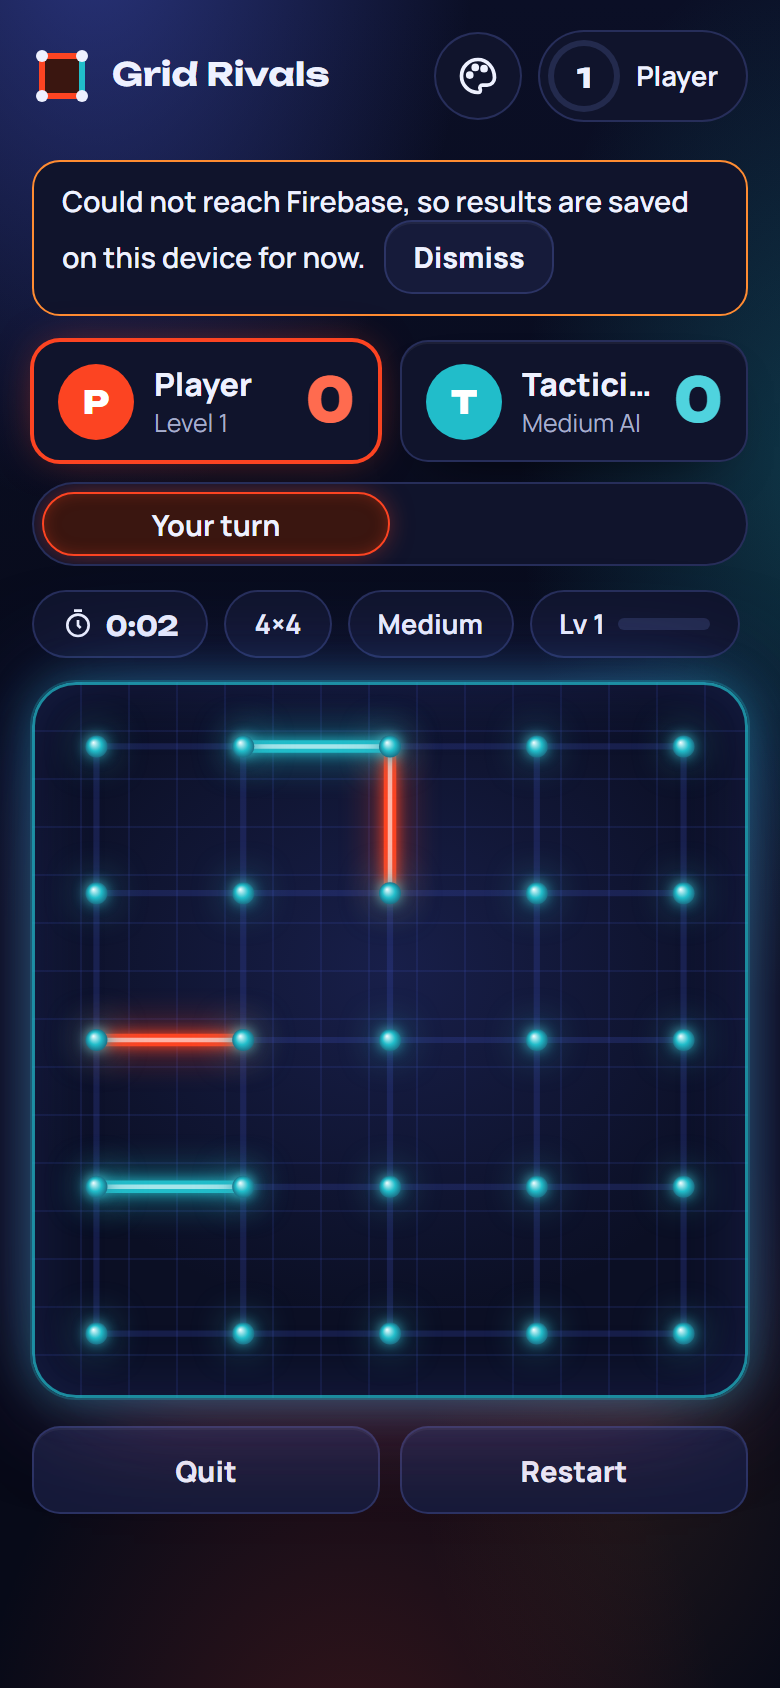 Grid Rivals
1 Player
Could not reach Firebase, so results are saved
on this device for now. Dismiss
P Player 0
Level 1
T Tactici... 0
Medium AI
Your turn
0:02 4×4 Medium Lv 1
Quit Restart